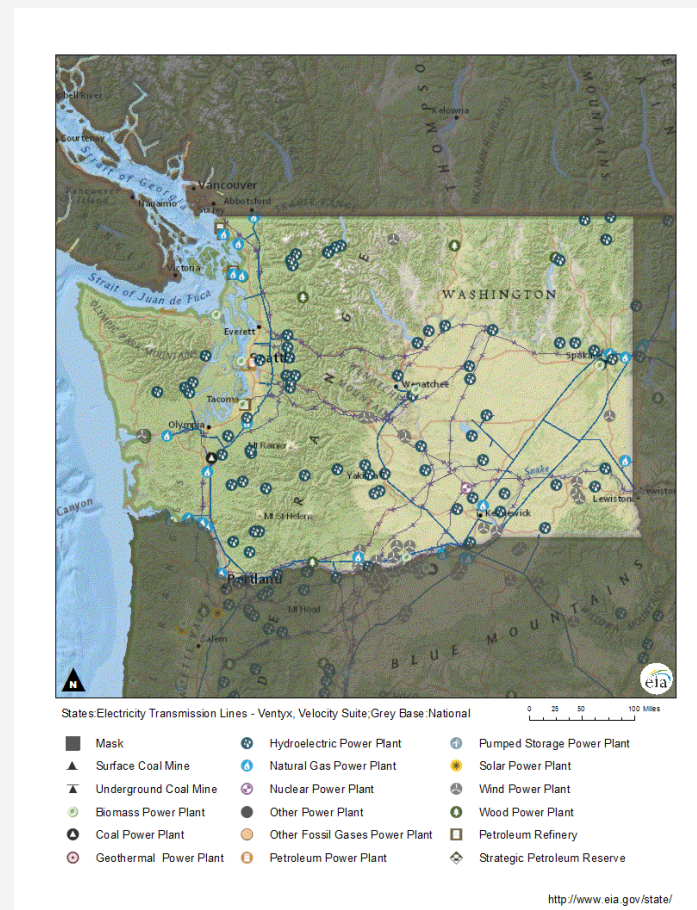 Kelowna
Courtenay
Strait of Georgia
Vancouver
Nanaimo
Abbotsford
Victoria
Strait of Juan de Fuca
WASHINGTON
Everett
Spoka
Wenatchee
Tacoma
Olympia
Mt Ranier
Yakima
Snake
Lewiston
Canyon
Mt St Helens
Kennewick
Portland
Mt Hood
Salem
BLUE MOUNTAINS
N
eia
States:Electricity Transmission Lines - Ventyx, Velocity Suite;Grey Base:National
0 25 50 100 Miles
Mask
Hydroelectric Power Plant
Pumped Storage Power Plant
Surface Coal Mine
Natural Gas Power Plant
Solar Power Plant
Underground Coal Mine
Nuclear Power Plant
Wind Power Plant
Biomass Power Plant
Other Power Plant
Wood Power Plant
Coal Power Plant
Other Fossil Gases Power Plant
Petroleum Refinery
Geothermal Power Plant
Petroleum Power Plant
Strategic Petroleum Reserve
http://www.eia.gov/state/